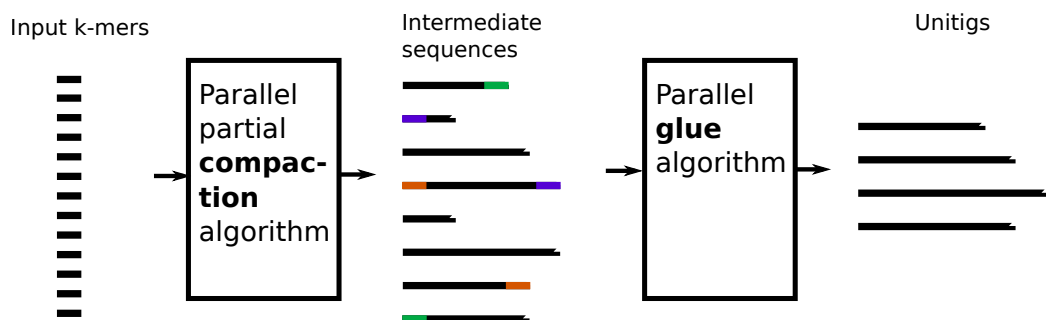 Input k-mers
Parallel
partial
compac-
tion
algorithm
Intermediate
sequences
Parallel
glue
algorithm
Unitigs